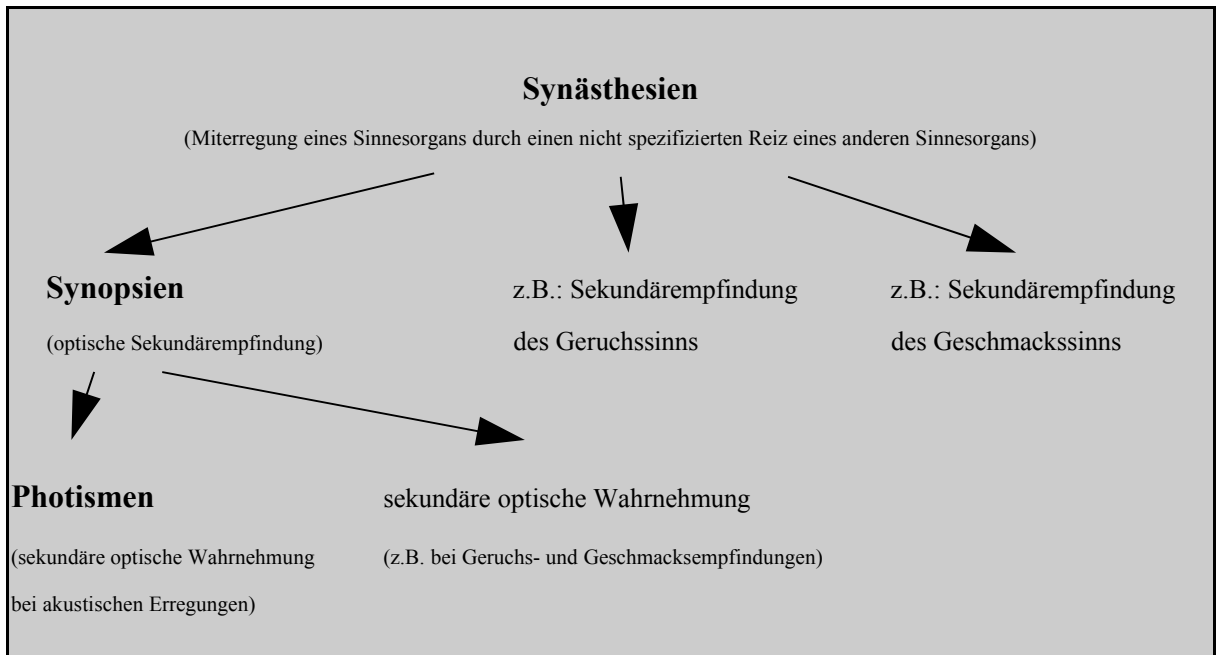 Synästhesien
(Miterregung eines Sinnesorgans durch einen nicht spezifizierten Reiz eines anderen Sinnesorgans)
Synopsien
(optische Sekundärempfindung)
z.B.: Sekundärempfindung
des Geruchssinns
z.B.: Sekundärempfindung
des Geschmackssinns
Photismen
(sekundäre optische Wahrnehmung
bei akustischen Erregungen)
sekundäre optische Wahrnehmung
(z.B. bei Geruchs- und Geschmacksempfindungen)